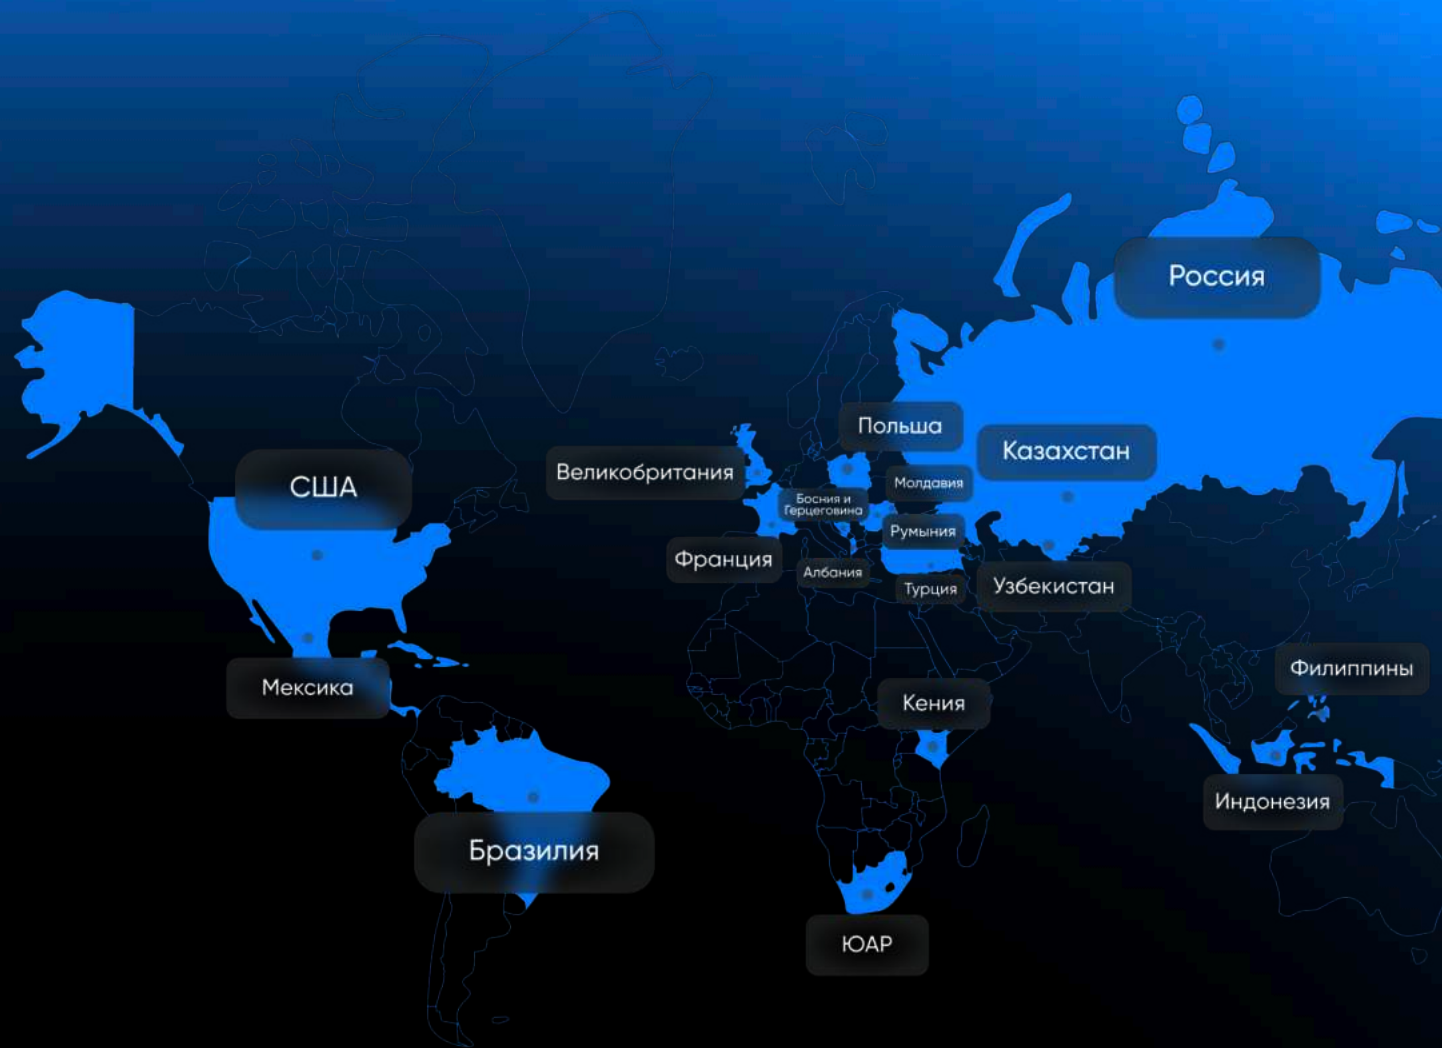 Россия
Польша
Казахстан
Великобритания
Молдавия
США
Босния и
Герцеговина
Румыния
Франция
Албания
Турция
Узбекистан
Филиппины
Мексика
Кения
Индонезия
Бразилия
ЮАР